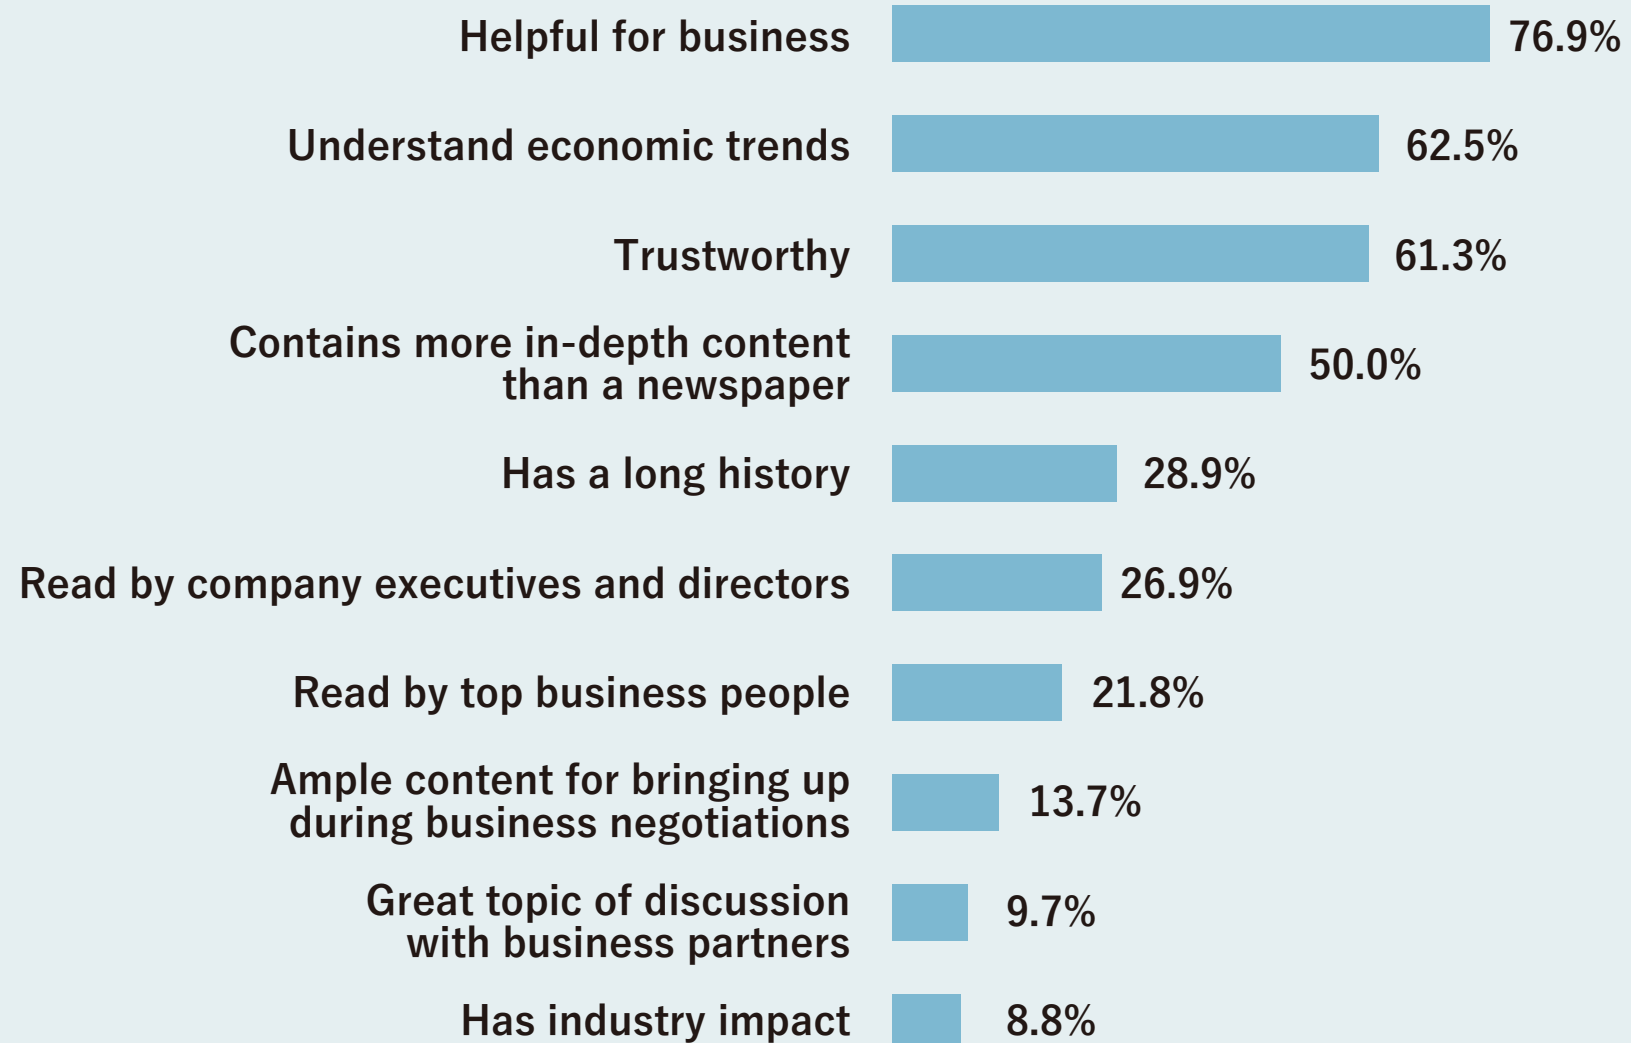 Helpful for business 76.9%
Understand economic trends 62.5%
Trustworthy 61.3%
Contains more in-depth content
than a newspaper 50.0%
Has a long history 28.9%
Read by company executives and directors 26.9%
Read by top business people 21.8%
Ample content for bringing up
during business negotiations 13.7%
Great topic of discussion
with business partners 9.7%
Has industry impact 8.8%